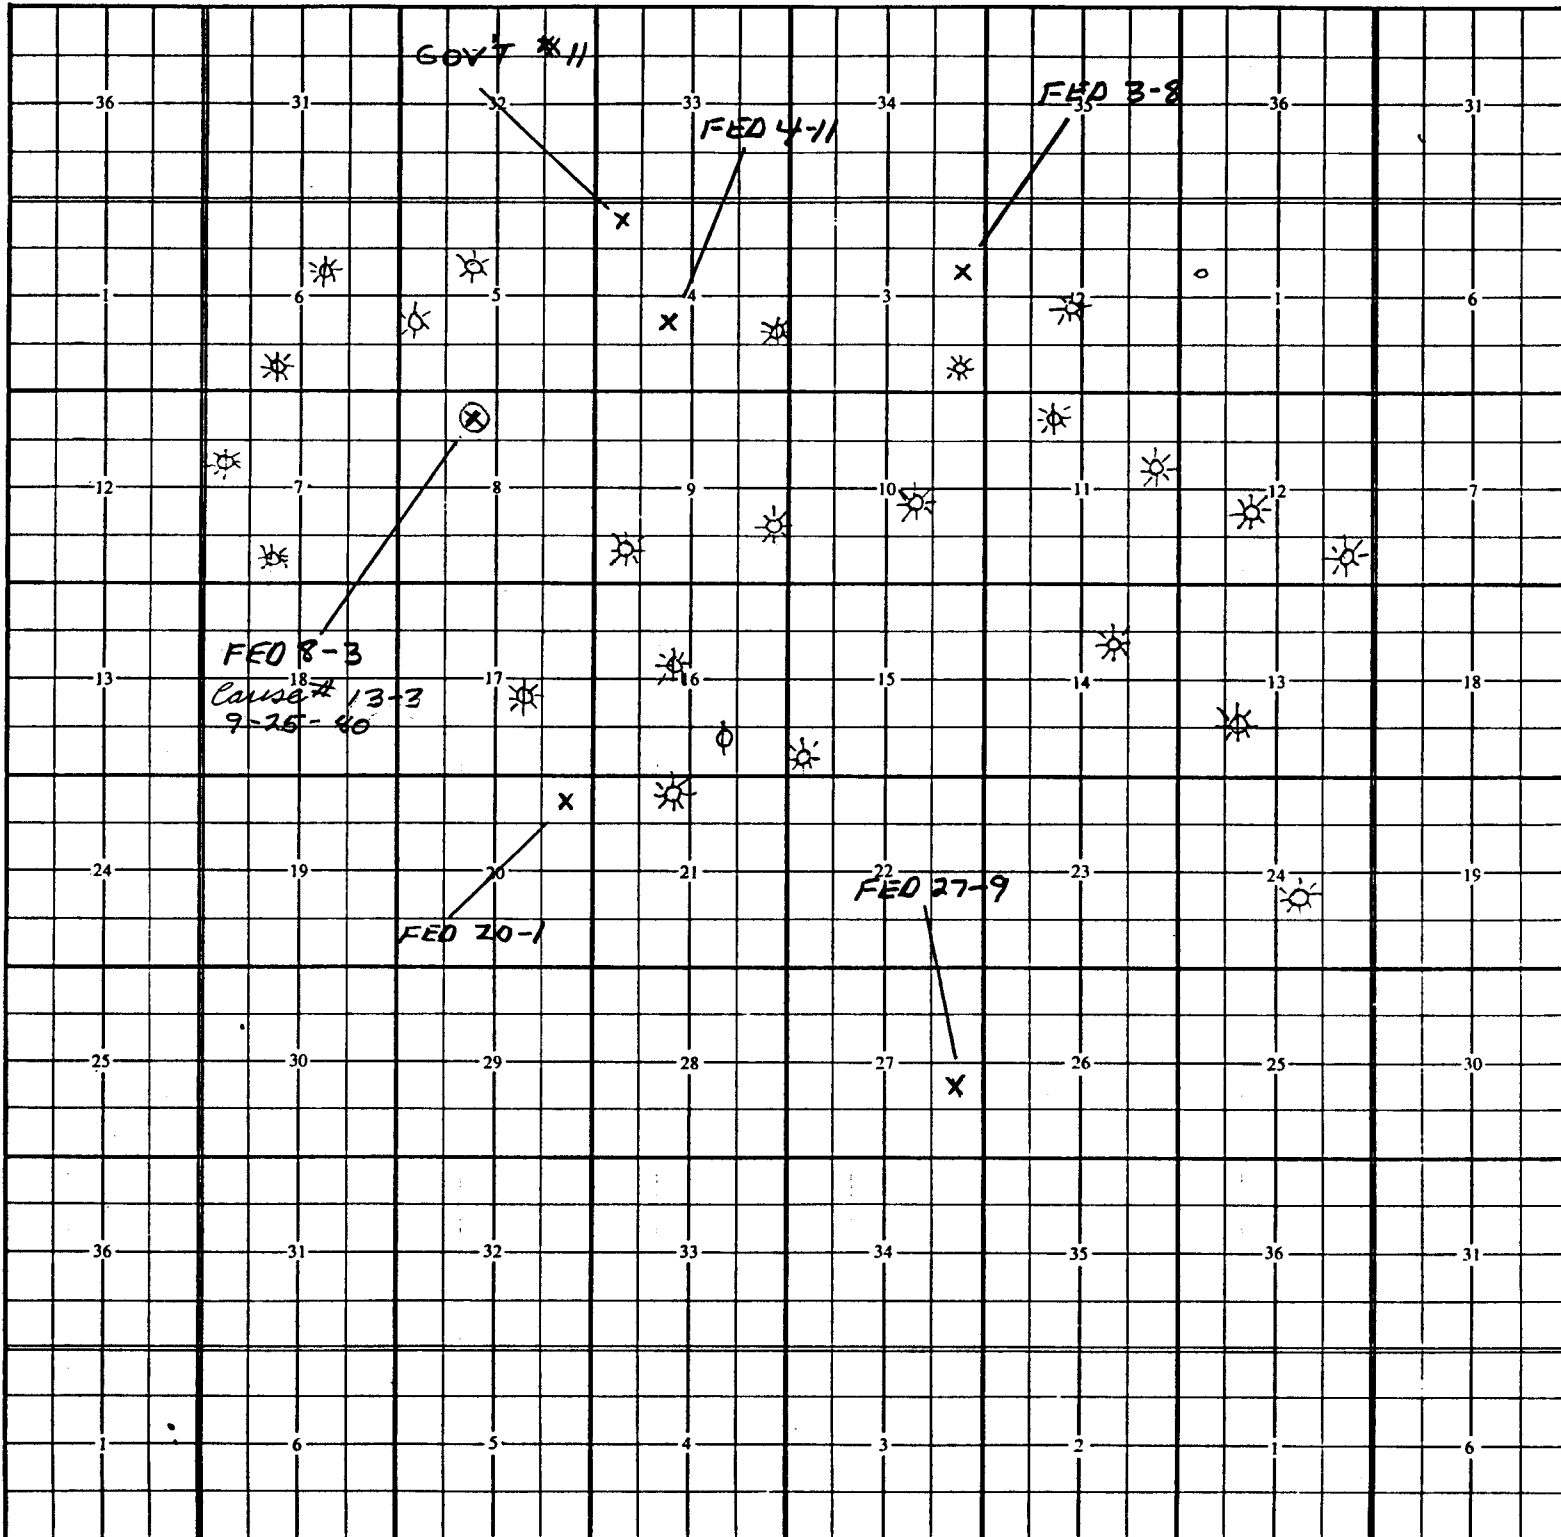 GOV'T #11
36 31 32 33 34 35 36 31
FED 3-8
FED 4-11
1 6 5 4 3 2 1 6
12 7 8 9 10 11 12 7
FED 8-3
13 18 17 16 15 14 13 18
Cause # 13-3
9-25-80
24 19 20 21 22 23 24 19
FED 27-9
FED 20-1
25 30 29 28 27 26 25 30
36 31 32 33 34 35 36 31
1 6 5 4 3 2 1 6